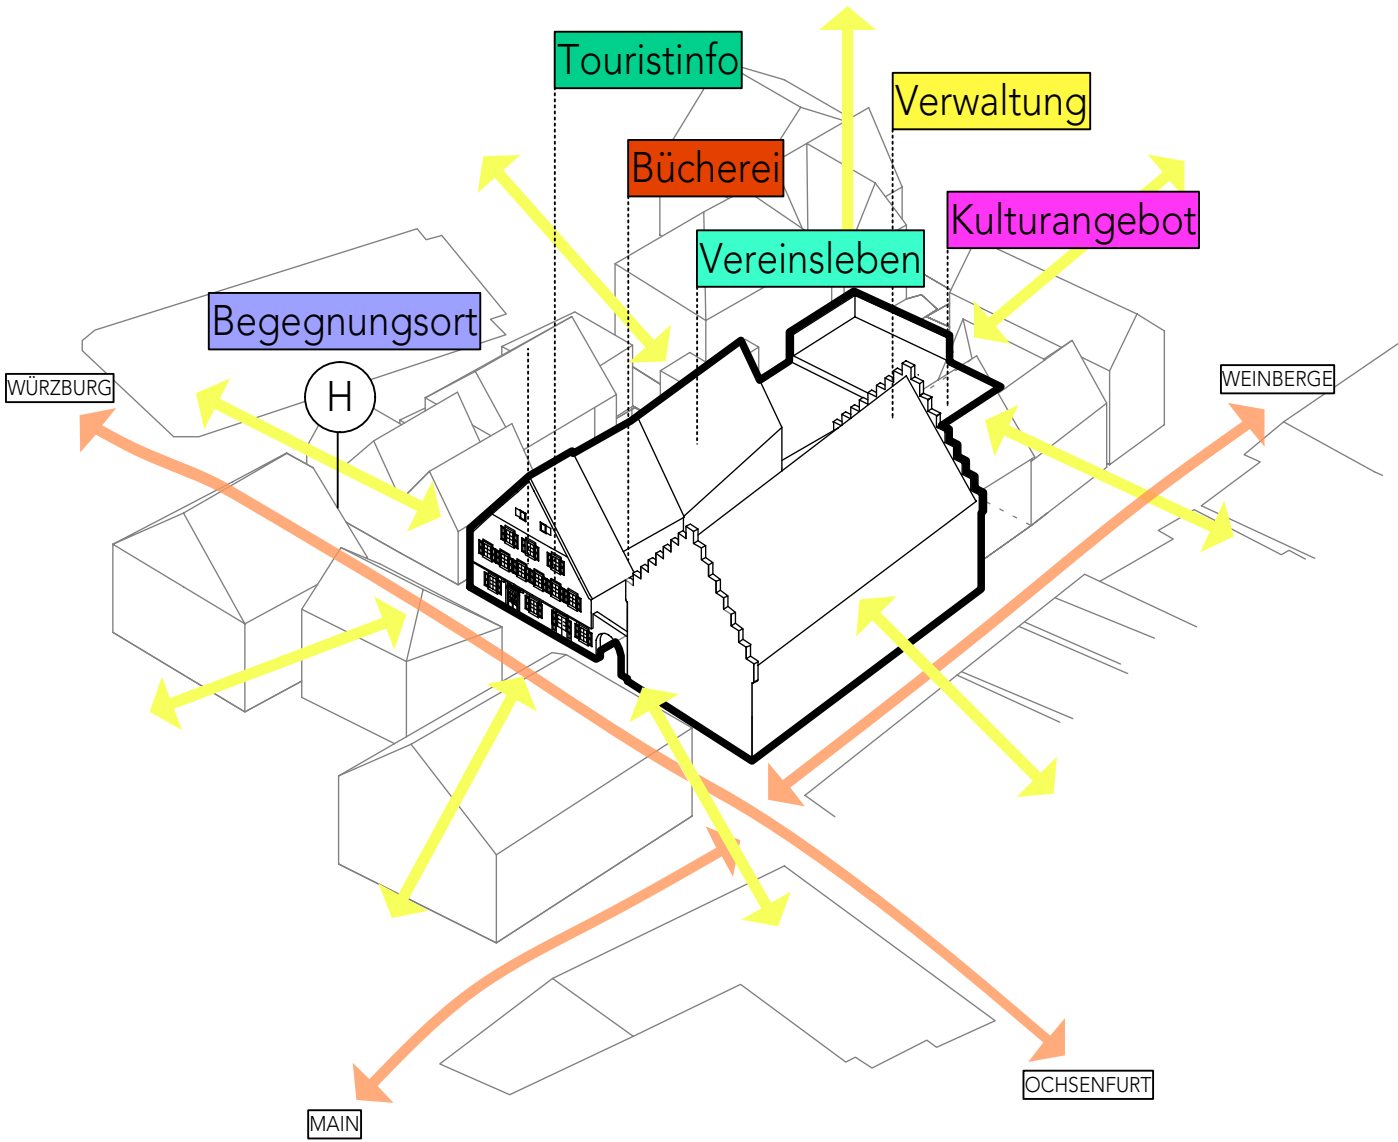 Touristinfo
Verwaltung
Bücherei
Kulturangebot
Vereinsleben
Begegnungsort
WÜRZBURG
H
WEINBERGE
OCHSENFURT
MAIN